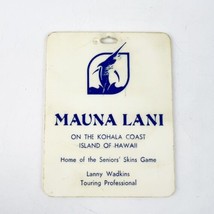 MAUNA LANI
ON THE KOHALA COAST
ISLAND OF HAWAII
Home of the Seniors' Skins Game
Lanny Wadkins
Touring Professional